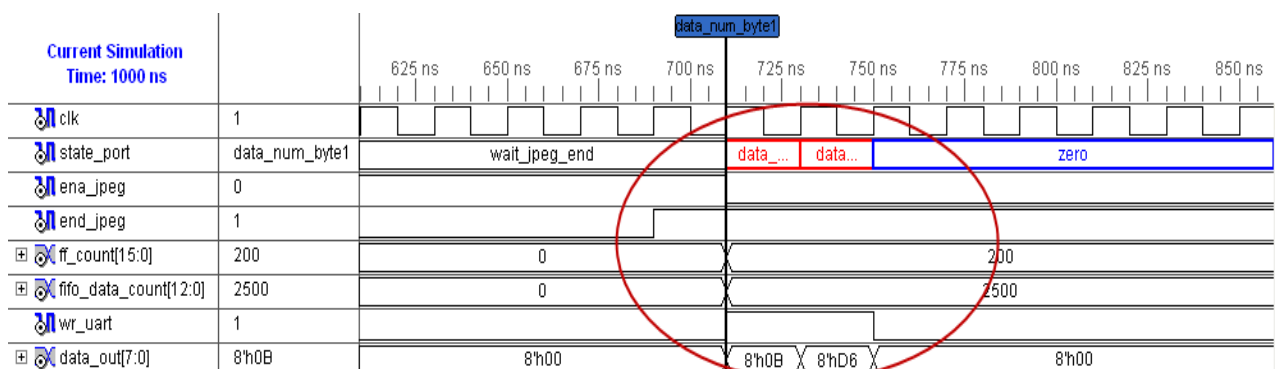 data_num_byte1
Current Simulation
Time: 1000 ns
625 ns 650 ns 675 ns 700 ns 725 ns 750 ns 775 ns 800 ns 825 ns 850 ns
clk 1
state_port data_num_byte1 wait_jpeg_end data_... data... zero
ena_jpeg 0
end_jpeg 1
ff_count[15:0] 200 0 200
fifo_data_count[12:0] 2500 0 2500
wr_uart 1
data_out[7:0] 8'h0B 8'h00 8'h0B 8'hD6 8'h00